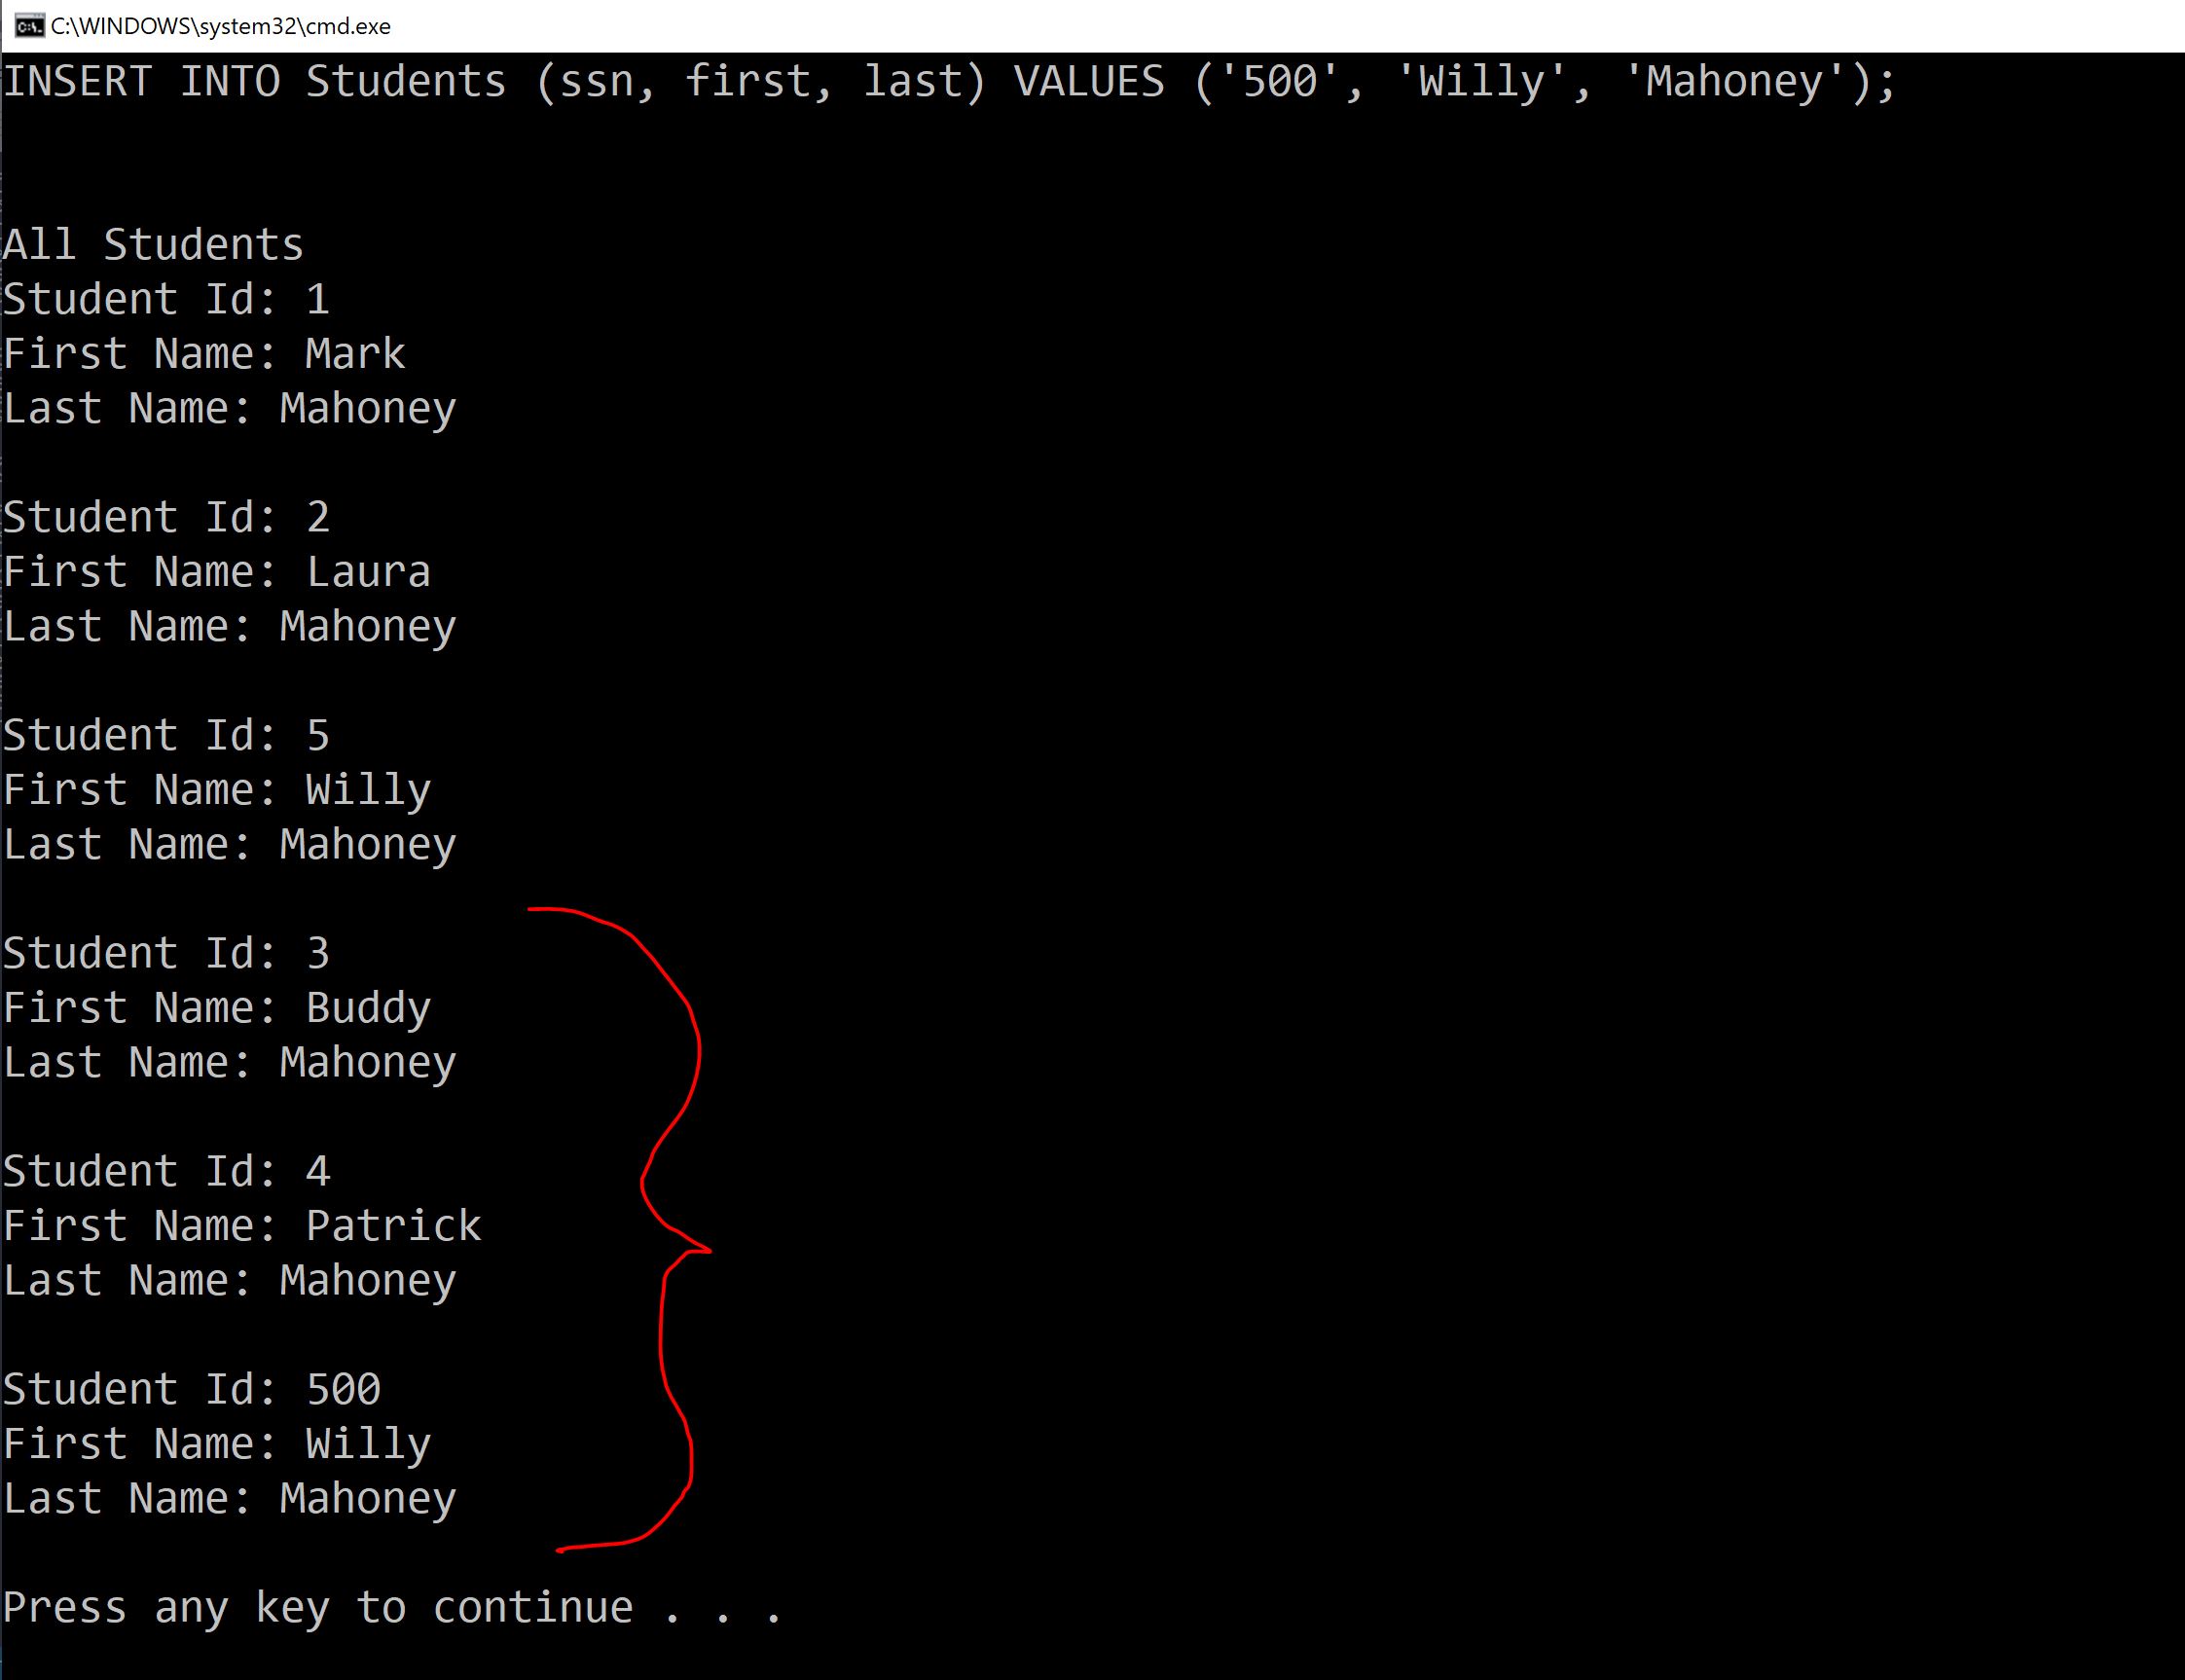 C:\WINDOWS\system32\cmd.exe
INSERT INTO Students (ssn, first, last) VALUES ('500', 'Willy', 'Mahoney');
All Students
Student Id: 1
First Name: Mark
Last Name: Mahoney
Student Id: 2
First Name: Laura
Last Name: Mahoney
Student Id: 5
First Name: Willy
Last Name: Mahoney
Student Id: 3
First Name: Buddy
Last Name: Mahoney
Student Id: 4
First Name: Patrick
Last Name: Mahoney
Student Id: 500
First Name: Willy
Last Name: Mahoney
Press any key to continue . . .